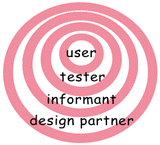 user
tester
informant
design partner